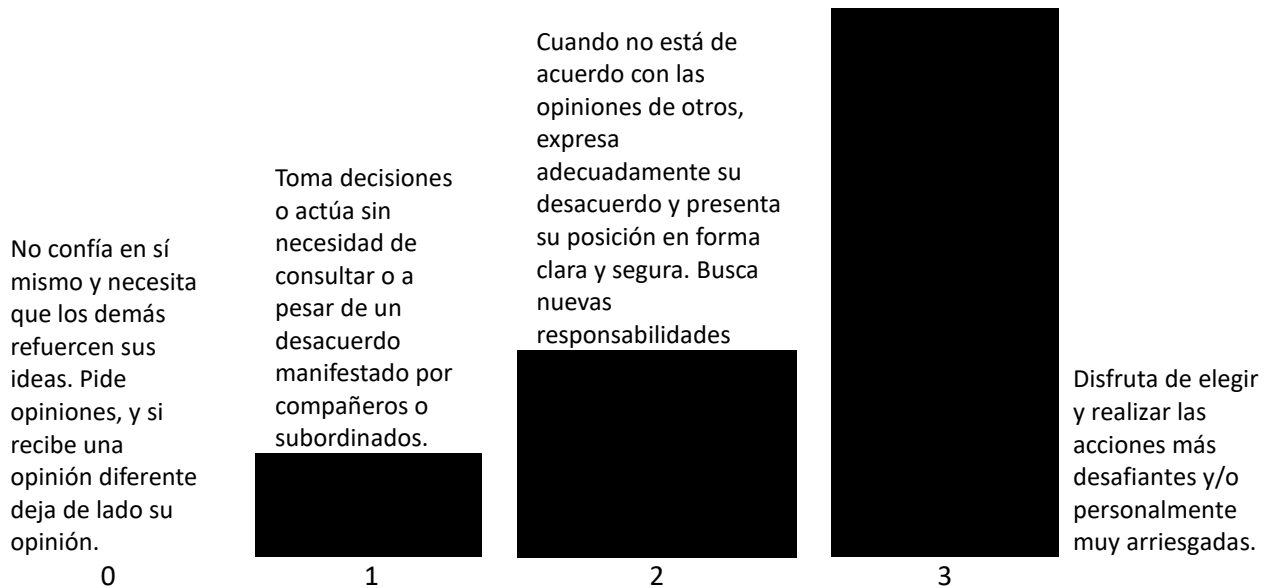 No confía en sí
mismo y necesita
que los demás
refuercen sus
ideas. Pide
opiniones, y si
recibe una
opinión diferente
deja de lado su
opinión.
0
Toma decisiones
o actúa sin
necesidad de
consultar o a
pesar de un
desacuerdo
manifestado por
compañeros o
subordinados.
1
Cuando no está de
acuerdo con las
opiniones de otros,
expresa
adecuadamente su
desacuerdo y presenta
su posición en forma
clara y segura. Busca
nuevas
responsabilidades
2
3
Disfruta de elegir
y realizar las
acciones más
desafiantes y/o
personalmente
muy arriesgadas.